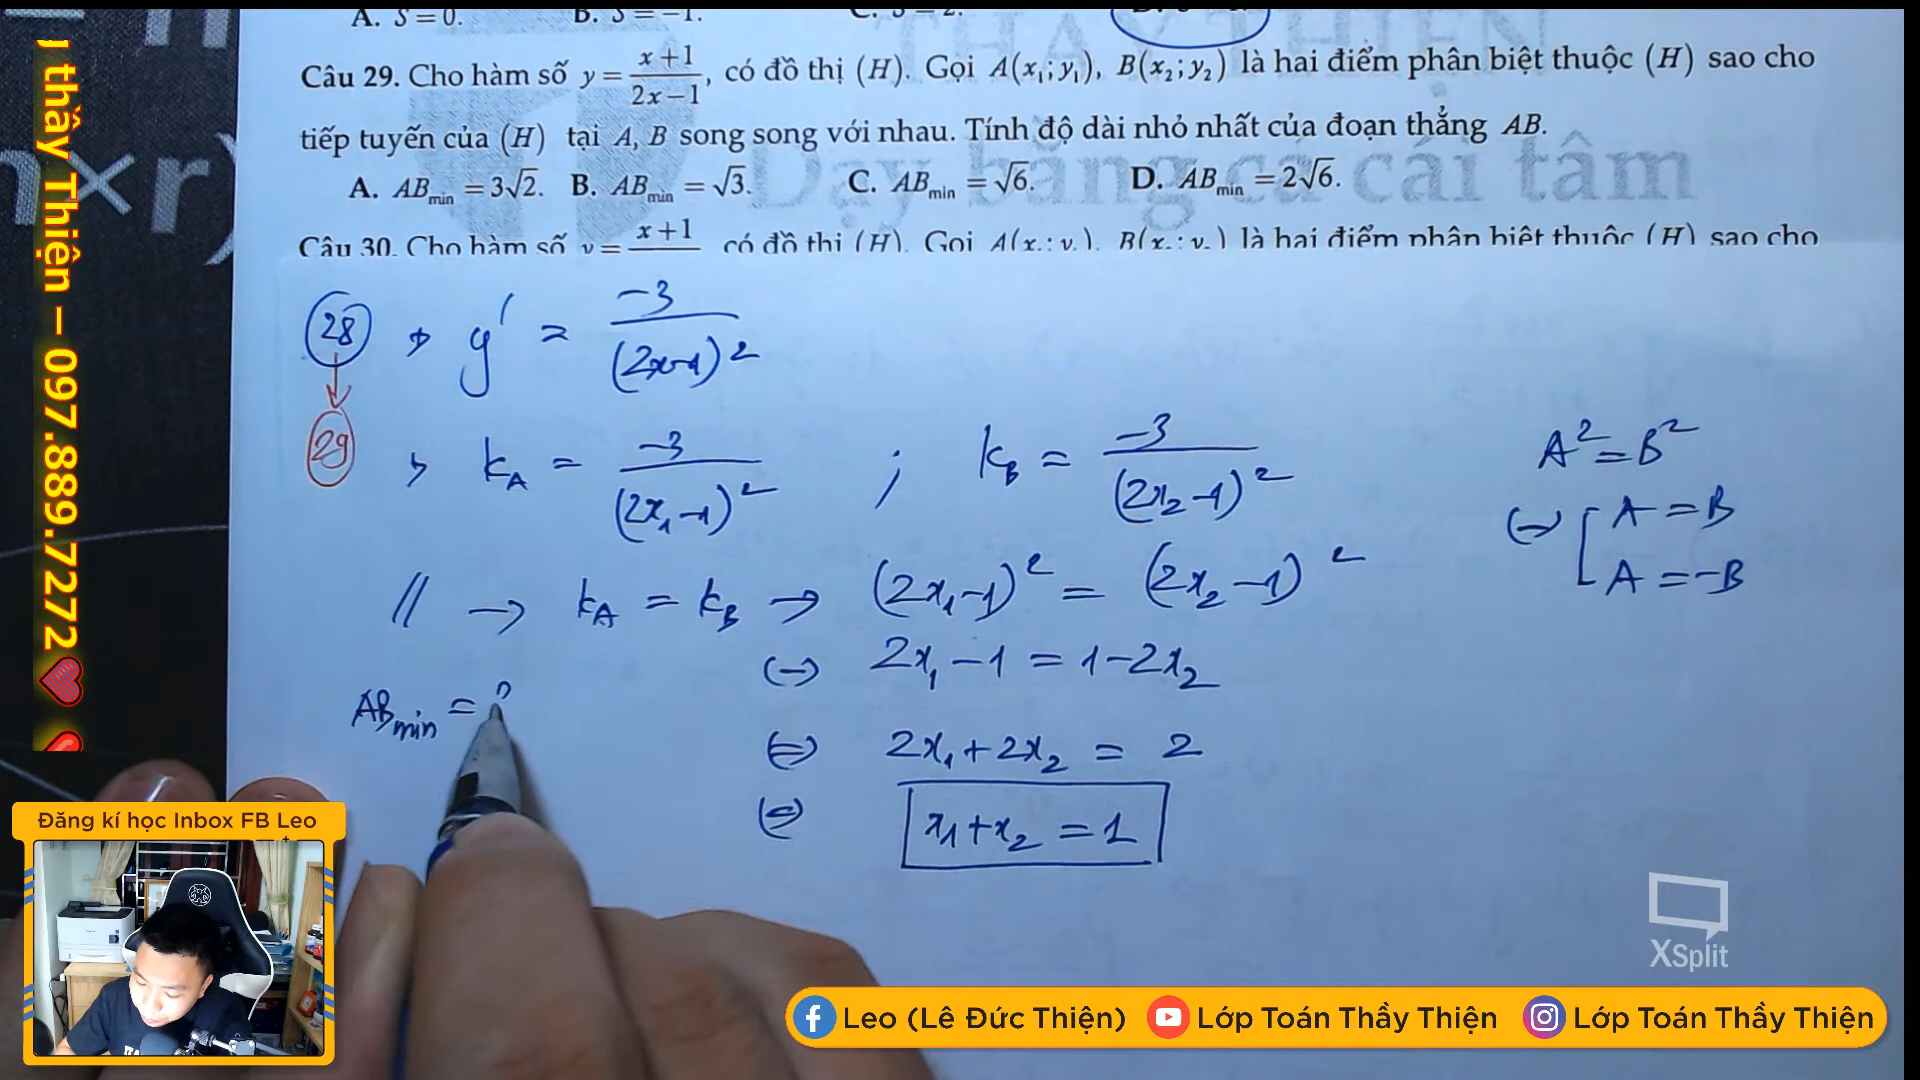 A. S = 0. B. S = −1. C. S = 2.
Câu 29. Cho hàm số y = \frac{x+1}{2x−1}, có đồ thị (H). Gọi A(x₁; y₁), B(x₂; y₂) là hai điểm phân biệt thuộc (H) sao cho
tiếp tuyến của (H) tại A, B song song với nhau. Tính độ dài nhỏ nhất của đoạn thẳng AB.
A. AB_min = 3√2. B. AB_min = √3. C. AB_min = √6. D. AB_min = 2√6.
Câu 30. Cho hàm số y = x+1 có đồ thị (H). Gọi A(x₁; y₁), B(x₂; y₂) là hai điểm phân biệt thuộc (H) sao cho
THẦY THIỆN
Dạy bằng cả cái tâm
28 → y' = \frac{-3}{(2x-1)^2}
29 → k_A = \frac{-3}{(2x₁-1)^2} ; k_B = \frac{-3}{(2x₂-1)^2}
// → k_A = k_B → (2x₁-1)^2 = (2x₂-1)^2
(→) 2x₁ - 1 = 1 - 2x₂
AB_min = ?
(=) 2x₁ + 2x₂ = 2
(=) x₁ + x₂ = 1
A² = B²
(→) [ A = B
A = -B
thầy Thiện – 097.889.7272
n×r)
Đăng kí học Inbox FB Leo
XSplit
Leo (Lê Đức Thiện) Lớp Toán Thầy Thiện Lớp Toán Thầy Thiện